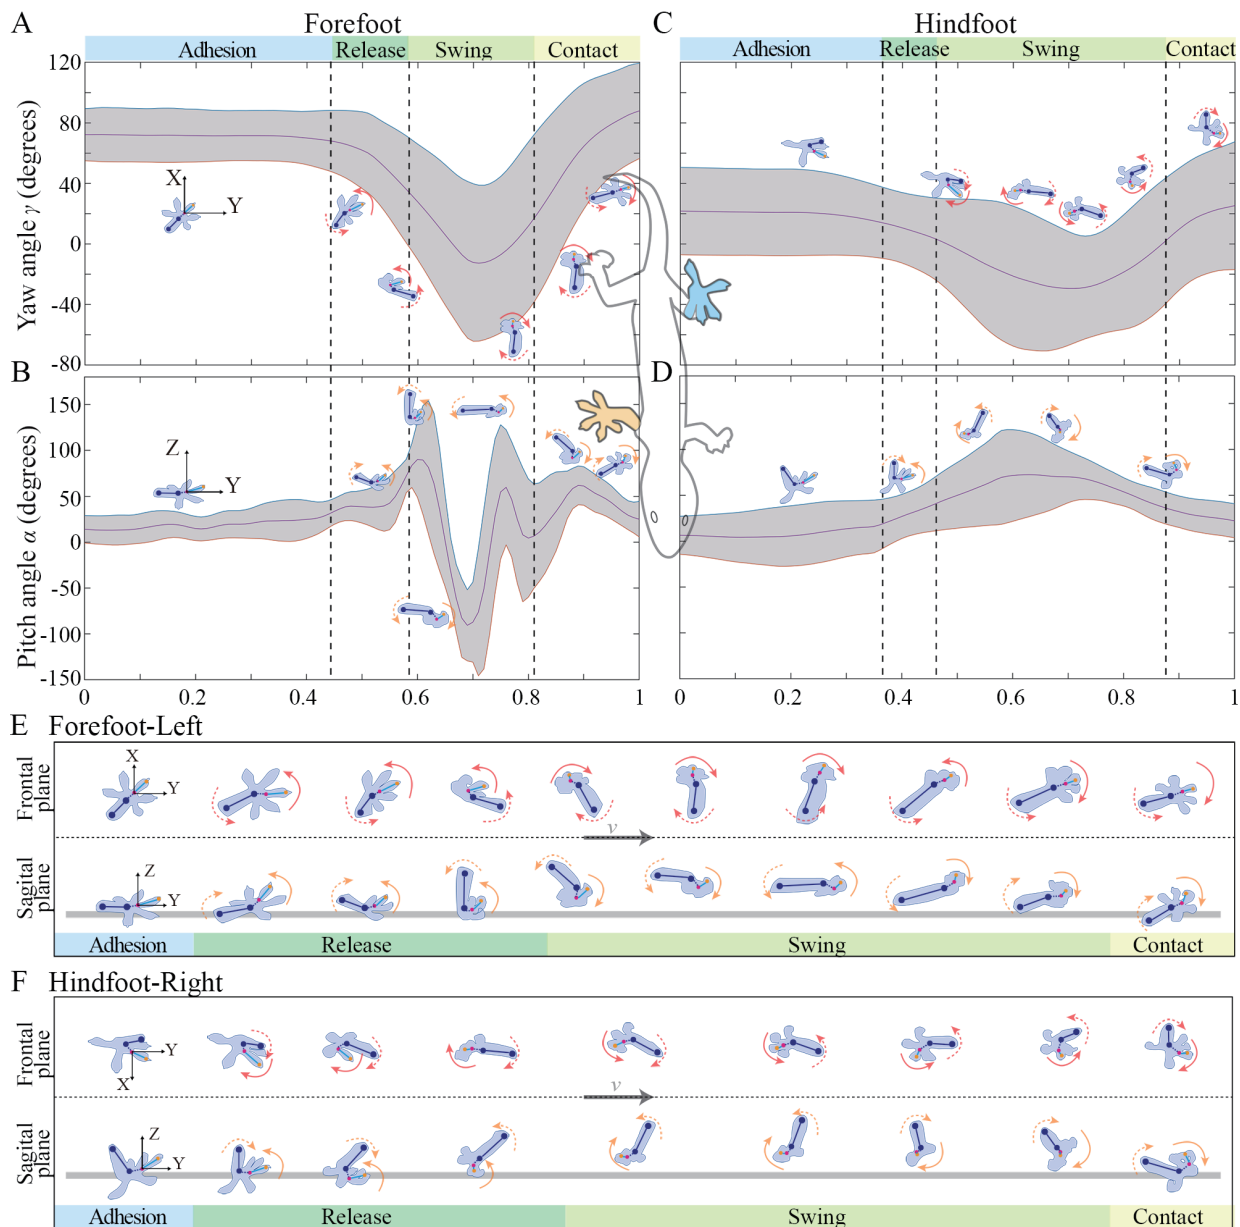 A Forefoot
Adhesion Release Swing Contact
Yaw angle γ (degrees)
120
80
40
0
-40
-80
X
Y
C Hindfoot
Adhesion Release Swing Contact
B
Pitch angle α (degrees)
150
100
50
0
-50
-100
-150
Z
Y
0 0.2 0.4 0.6 0.8 1
D
0 0.2 0.4 0.6 0.8 1
E Forefoot-Left
Frontal
plane
X
Y
v
Sagital
plane
Z
Y
Adhesion Release Swing Contact
F Hindfoot-Right
Frontal
plane
Y
X
v
Sagital
plane
Z
Y
Adhesion Release Swing Contact